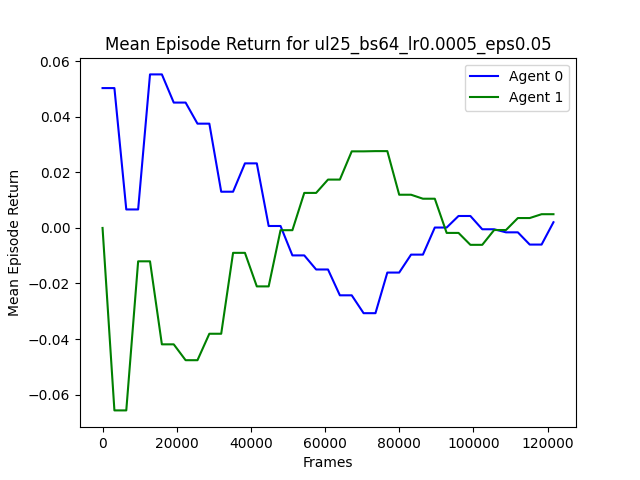 Mean Episode Return for ul25_bs64_lr0.0005_eps0.05
Agent 0
Agent 1
Mean Episode Return
0.06
0.04
0.02
0.00
−0.02
−0.04
−0.06
0 20000 40000 60000 80000 100000 120000
Frames